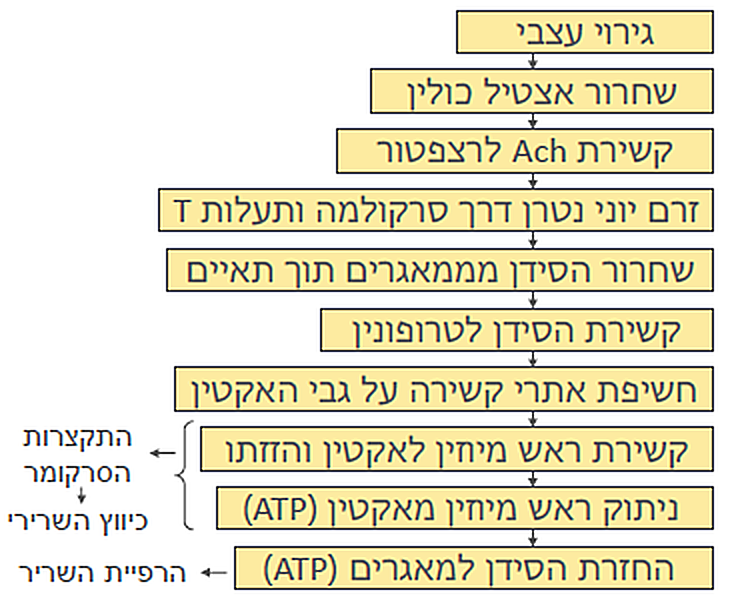 גירוי עצבי
שחרור אצטיל כולין
קשירת Ach לרצפטור
זרם יוני נטרן דרך סרקולמה ותעלות T
שחרור הסידן מממאגרים תוך תאיים
קשירת הסידן לטרופונין
חשיפת אתרי קשירה על גבי האקטין
קשירת ראש מיוזין לאקטין והזזתו
ניתוק ראש מיוזין מאקטין (ATP)
התקצרות
הסרקומר
כיווץ השרירי
החזרת הסידן למאגרים (ATP)
הרפיית השריר